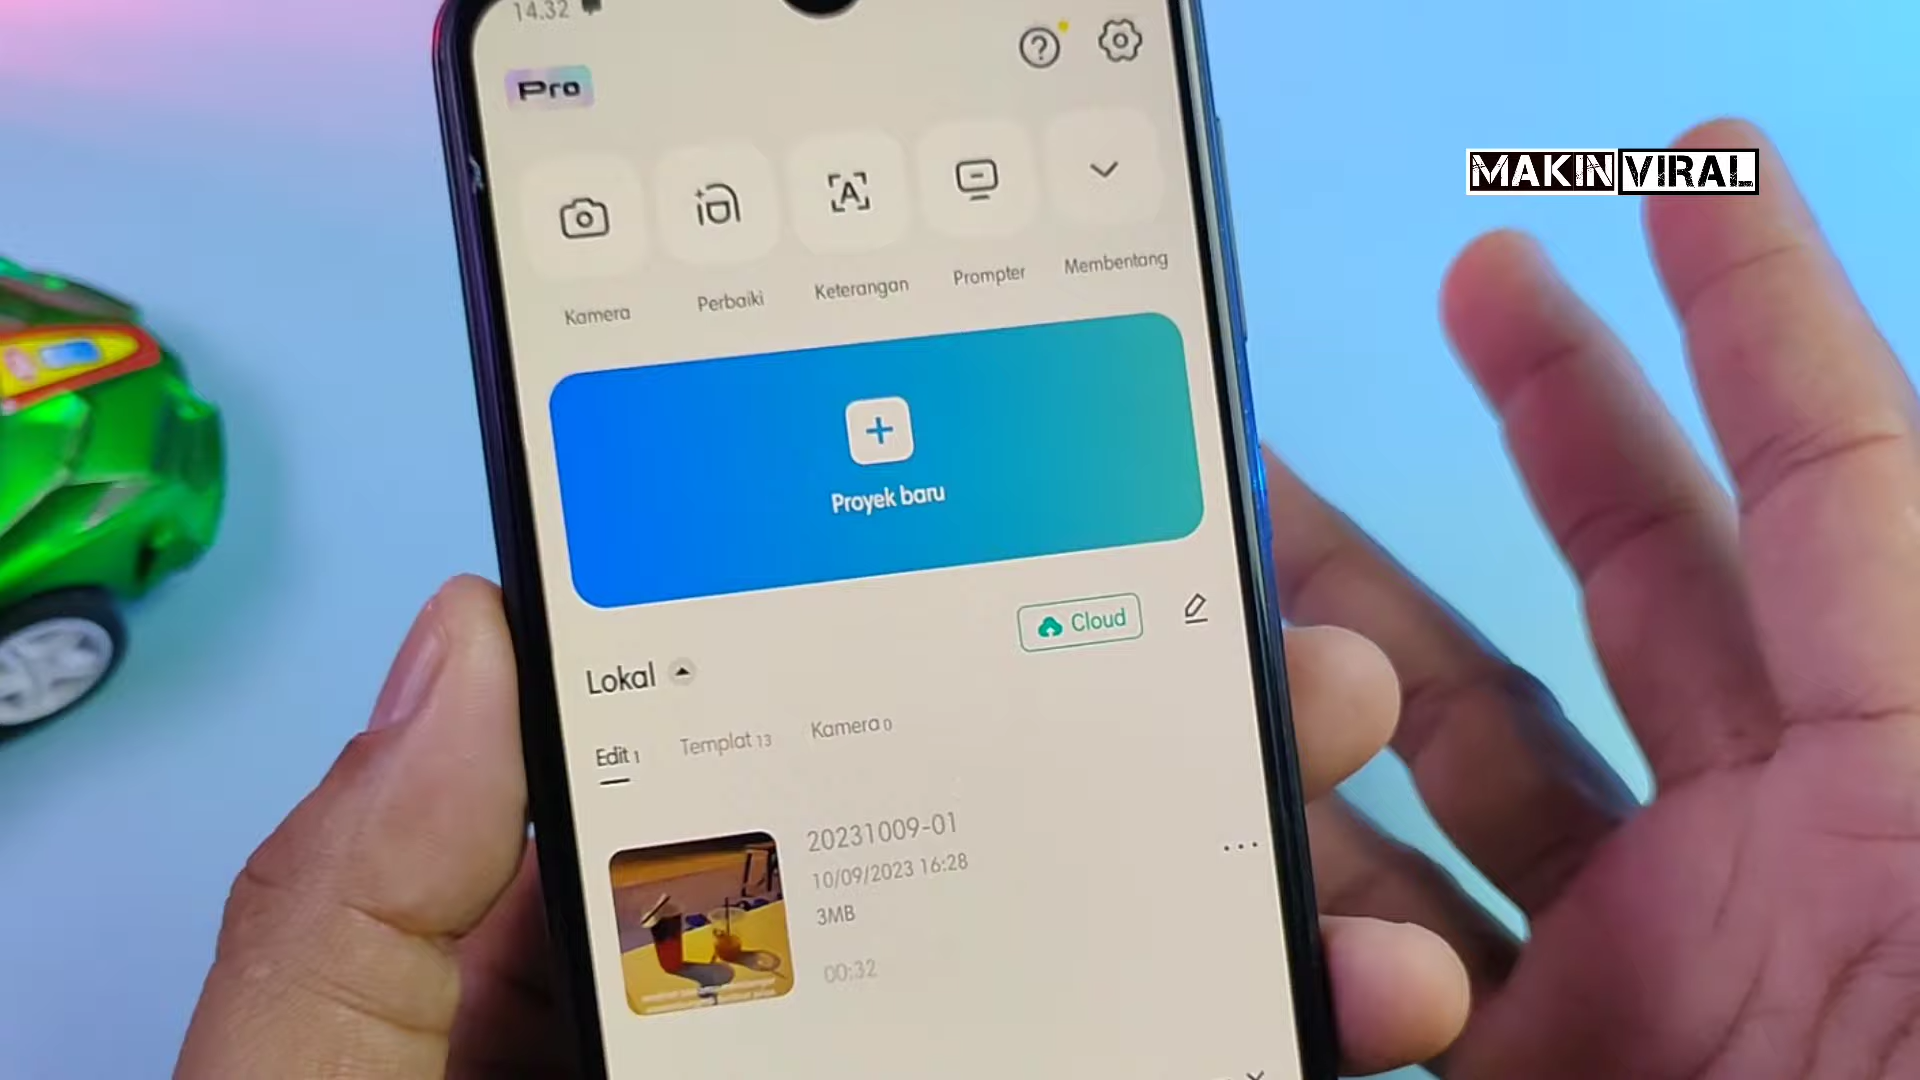 14.32
Pro
MAKIN VIRAL
Kamera
Perbaiki
Keterangan
Prompter
Membentang
Proyek baru
Cloud
Lokal
Edit 1
Templat 13
Kamera 0
20231009-01
10/09/2023 16:28
3MB
00:32